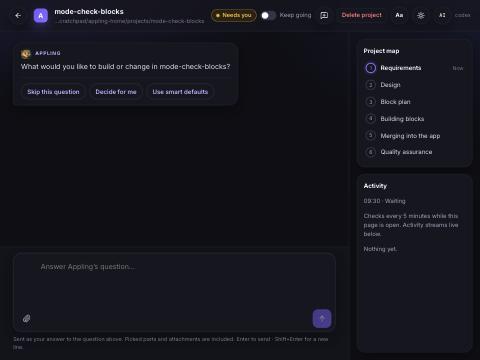 A
mode-check-blocks
...cratchpad/appling-home/projects/mode-check-blocks
Needs you
Keep going
Delete project
Aa
AI
codex
APPLING
What would you like to build or change in mode-check-blocks?
Skip this question
Decide for me
Use smart defaults
Answer Appling's question...
Sent as your answer to the question above. Picked parts and attachments are included. Enter to send · Shift+Enter for a new
line.
Project map
1 Requirements Now
2 Design
3 Block plan
4 Building blocks
5 Merging into the app
6 Quality assurance
Activity
09:30 · Waiting
Checks every 5 minutes while this
page is open. Activity streams live
below.
Nothing yet.